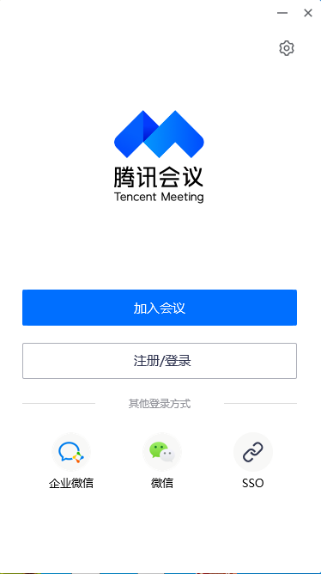 腾讯会议
Tencent Meeting
加入会议
注册/登录
其他登录方式
企业微信
微信
SSO